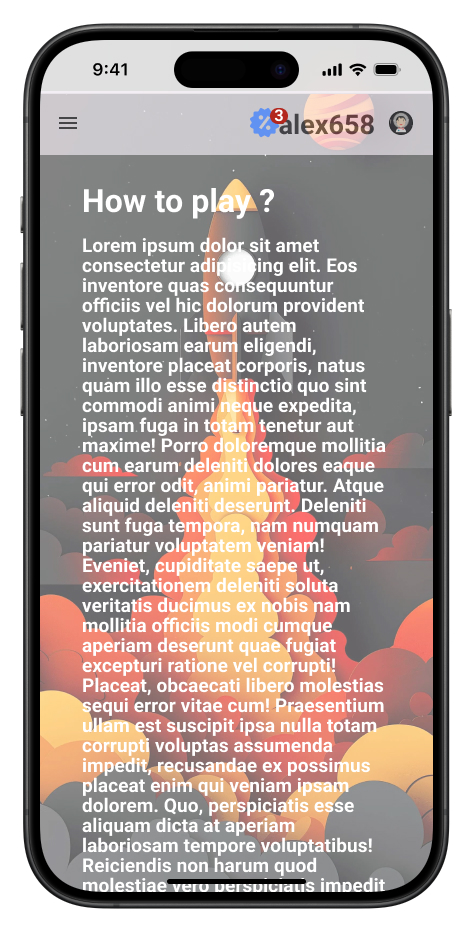 9:41
3
alex658
How to play ?
Lorem ipsum dolor sit amet
consectetur adipisicing elit. Eos
inventore quas consequuntur
officiis vel hic dolorum provident
voluptates. Libero autem
laboriosam earum eligendi,
inventore placeat corporis, natus
quam illo esse distinctio quo sint
commodi animi neque expedita,
ipsam fuga in totam tenetur aut
maxime! Porro doloremque mollitia
cum earum deleniti dolores eaque
qui error odit, animi pariatur. Atque
aliquid deleniti deserunt. Deleniti
sunt fuga tempora, nam numquam
pariatur voluptatem veniam!
Eveniet, cupiditate saepe ut,
exercitationem deleniti soluta
veritatis ducimus ex nobis nam
mollitia officiis modi cumque
aperiam deserunt quae fugiat
excepturi ratione vel corrupti!
Placeat, obcaecati libero molestias
sequi error vitae cum! Praesentium
ullam est suscipit ipsa nulla totam
corrupti voluptas assumenda
impedit, recusandae ex possimus
placeat enim qui veniam ipsam
dolorem. Quo, perspiciatis esse
aliquam dicta at aperiam
laboriosam tempore voluptatibus!
Reiciendis non harum quod
molestiae vero perspiciatis impedit